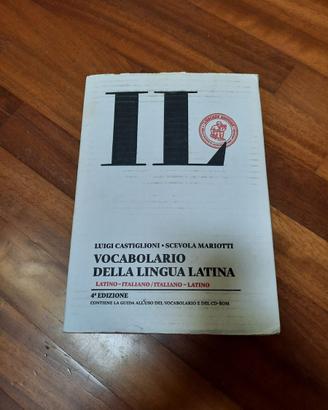 IL
LUIGI CASTIGLIONI • SCEVOLA MARIOTTI
VOCABOLARIO
DELLA LINGUA LATINA
LATINO–ITALIANO / ITALIANO–LATINO
4ª EDIZIONE
CONTIENE LA GUIDA ALL'USO DEL VOCABOLARIO E DEL CD-ROM